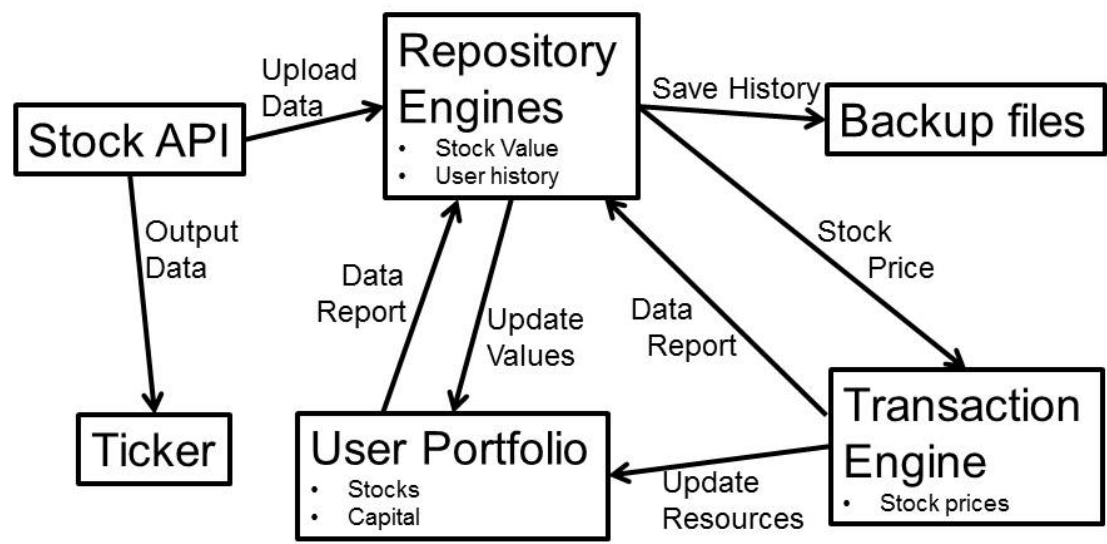 Repository
Engines
• Stock Value
• User history
Upload
Data
Save History
Backup files
Stock API
Output
Data
Stock
Price
Data
Report
Update
Values
Data
Report
Transaction
Engine
• Stock prices
Ticker
User Portfolio
• Stocks
• Capital
Update
Resources